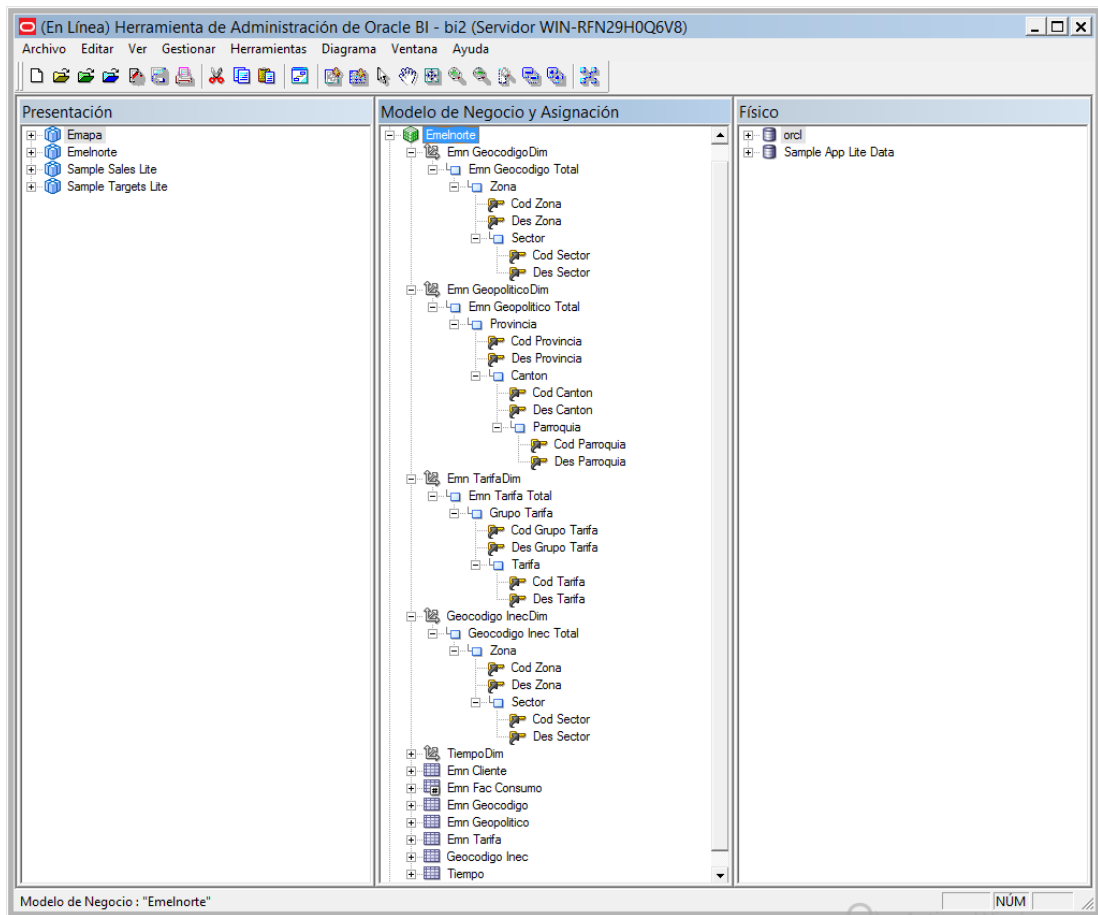 (En Línea) Herramienta de Administración de Oracle BI - bi2 (Servidor WIN-RFN29H0Q6V8)
Archivo Editar Ver Gestionar Herramientas Diagrama Ventana Ayuda
Presentación
Emapa
Emelnorte
Sample Sales Lite
Sample Targets Lite
Modelo de Negocio y Asignación
Emelnorte
Emn GeocodigoDim
Emn Geocodigo Total
Zona
Cod Zona
Des Zona
Sector
Cod Sector
Des Sector
Emn GeopoliticoDim
Emn Geopolitico Total
Provincia
Cod Provincia
Des Provincia
Canton
Cod Canton
Des Canton
Parroquia
Cod Parroquia
Des Parroquia
Emn TarifaDim
Emn Tarifa Total
Grupo Tarifa
Cod Grupo Tarifa
Des Grupo Tarifa
Tarifa
Cod Tarifa
Des Tarifa
Geocodigo InecDim
Geocodigo Inec Total
Zona
Cod Zona
Des Zona
Sector
Cod Sector
Des Sector
TiempoDim
Emn Cliente
Emn Fac Consumo
Emn Geocodigo
Emn Geopolitico
Emn Tarifa
Geocodigo Inec
Tiempo
Físico
orcl
Sample App Lite Data
Modelo de Negocio : "Emelnorte"
NÚM